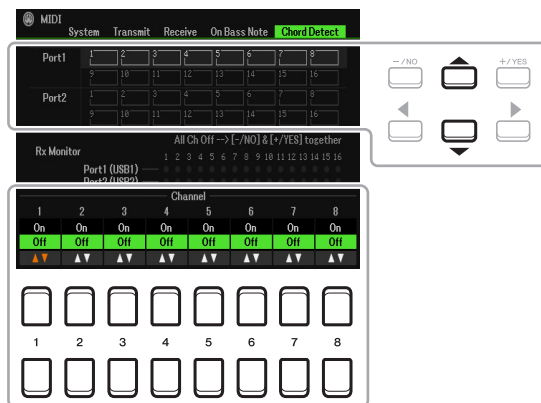 MIDI
System Transmit Receive On Bass Note Chord Detect
Port1 1 2 3 4 5 6 7 8
9 10 11 12 13 14 15 16
Port2 1 2 3 4 5 6 7 8
9 10 11 12 13 14 15 16
-/NO +/YES
All Ch Off --> [-/NO] & [+/YES] together
Rx Monitor 1 2 3 4 5 6 7 8 9 10 11 12 13 14 15 16
Port1 (USB1)
Port2 (USB2)
Channel
1 2 3 4 5 6 7 8
On On On On On On On On
Off Off Off Off Off Off Off Off
1 2 3 4 5 6 7 8